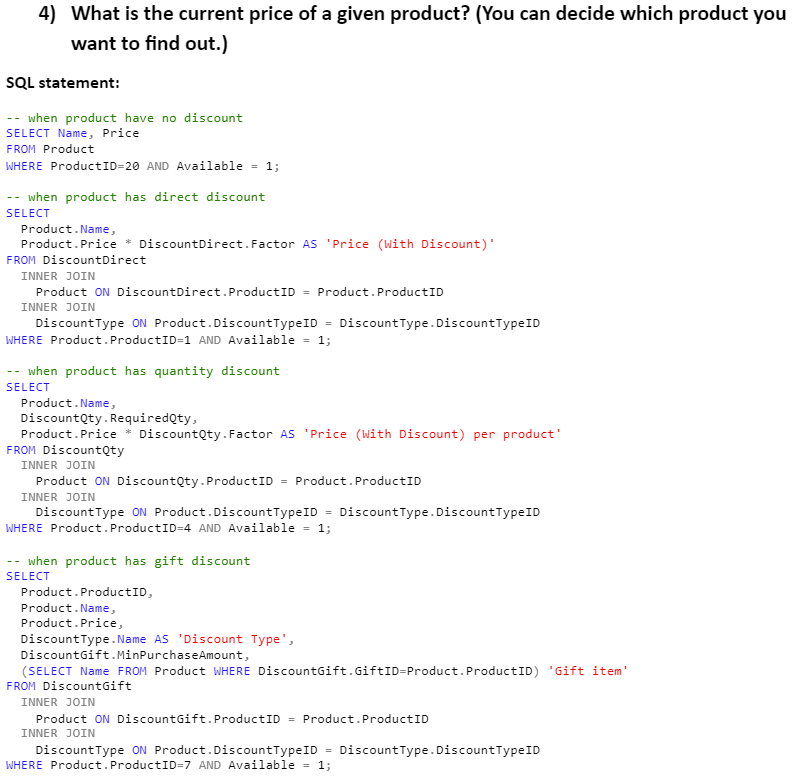 4) What is the current price of a given product? (You can decide which product you
want to find out.)
SQL statement:
-- when product have no discount
SELECT Name, Price
FROM Product
WHERE ProductID=20 AND Available = 1;
-- when product has direct discount
SELECT
Product.Name,
Product.Price * DiscountDirect.Factor AS 'Price (With Discount)'
FROM DiscountDirect
INNER JOIN
Product ON DiscountDirect.ProductID = Product.ProductID
INNER JOIN
DiscountType ON Product.DiscountTypeID = DiscountType.DiscountTypeID
WHERE Product.ProductID=1 AND Available = 1;
-- when product has quantity discount
SELECT
Product.Name,
DiscountQty.RequiredQty,
Product.Price * DiscountQty.Factor AS 'Price (With Discount) per product'
FROM DiscountQty
INNER JOIN
Product ON DiscountQty.ProductID = Product.ProductID
INNER JOIN
DiscountType ON Product.DiscountTypeID = DiscountType.DiscountTypeID
WHERE Product.ProductID=4 AND Available = 1;
-- when product has gift discount
SELECT
Product.ProductID,
Product.Name,
Product.Price,
DiscountType.Name AS 'Discount Type',
DiscountGift.MinPurchaseAmount,
(SELECT Name FROM Product WHERE DiscountGift.GiftID=Product.ProductID) 'Gift item'
FROM DiscountGift
INNER JOIN
Product ON DiscountGift.ProductID = Product.ProductID
INNER JOIN
DiscountType ON Product.DiscountTypeID = DiscountType.DiscountTypeID
WHERE Product.ProductID=7 AND Available = 1;